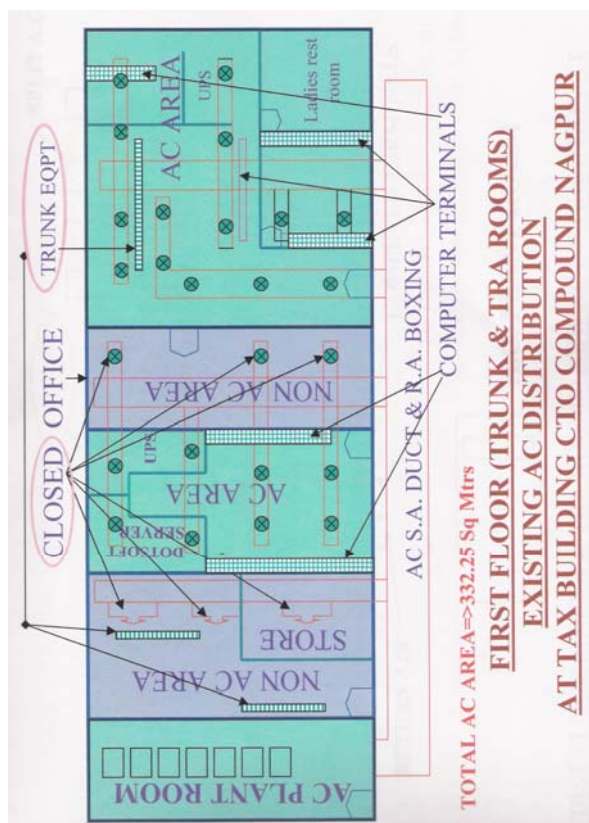 TRUNK EQPT
CLOSED OFFICE
AC AREA
UPS
Ladies rest
room
NON AC AREA
UPS
AC AREA
DOTSOFT
SERVER
STORE
NON AC AREA
AC PLANT ROOM
COMPUTER TERMINALS
AC S.A. DUCT & R.A. BOXING
TOTAL AC AREA=>332.25 Sq Mtrs
FIRST FLOOR (TRUNK & TRA ROOMS)
EXISTING AC DISTRIBUTION
AT TAX BUILDING CTO COMPOUND NAGPUR